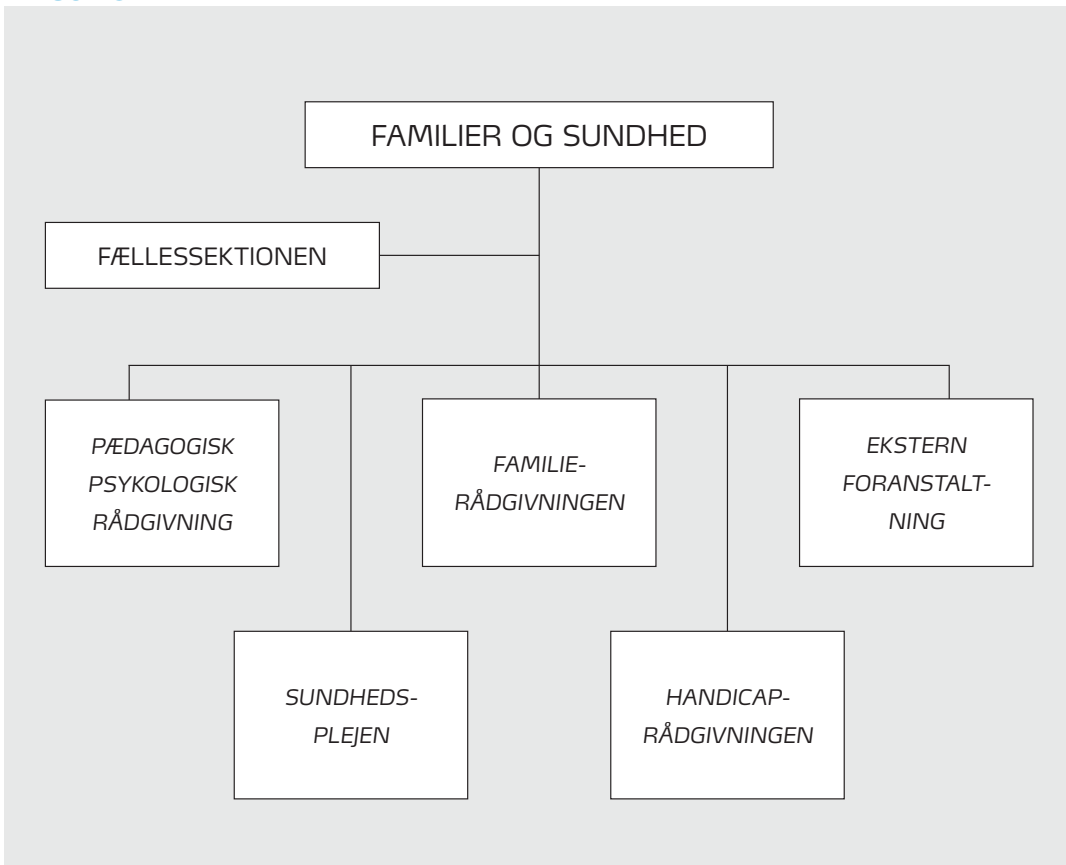 FAMILIER OG SUNDHED
FÆLLESSEKTIONEN
PÆDAGOGISK
PSYKOLOGISK
RÅDGIVNING
FAMILIE-
RÅDGIVNINGEN
EKSTERN
FORANSTALT-
NING
SUNDHEDS-
PLEJEN
HANDICAP-
RÅDGIVNINGEN